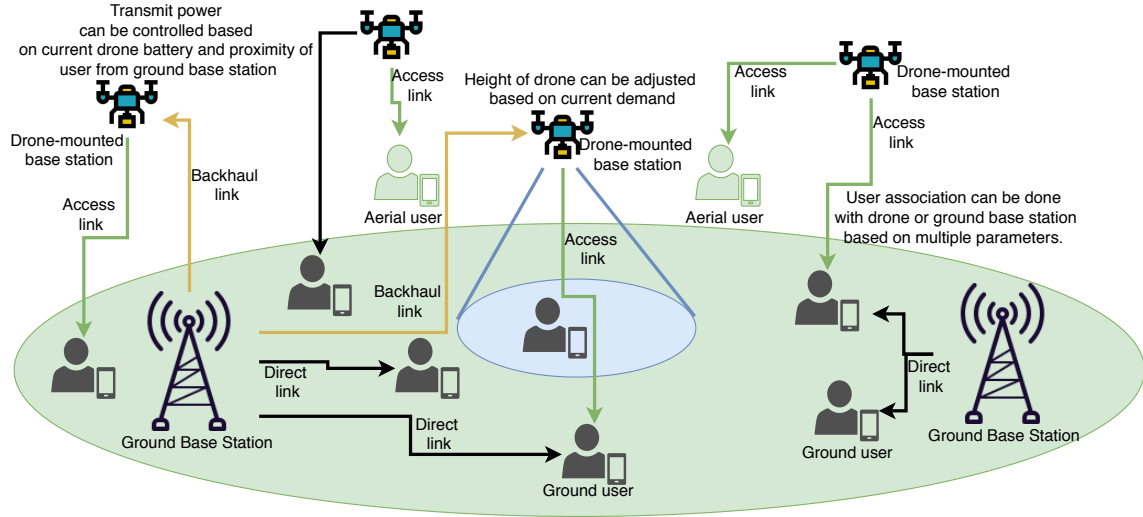 Transmit power
can be controlled based
on current drone battery and proximity of
user from ground base station
Drone-mounted
base station
Backhaul
link
Access
link
Access
link
Aerial user
Height of drone can be adjusted
based on current demand
Drone-mounted
base station
Access
link
Access
link
Aerial user
Drone-mounted
base station
Access
link
User association can be done
with drone or ground base station
based on multiple parameters.
Backhaul
link
Direct
link
Direct
link
Ground Base Station
Ground user
Direct
link
Ground user
Ground Base Station